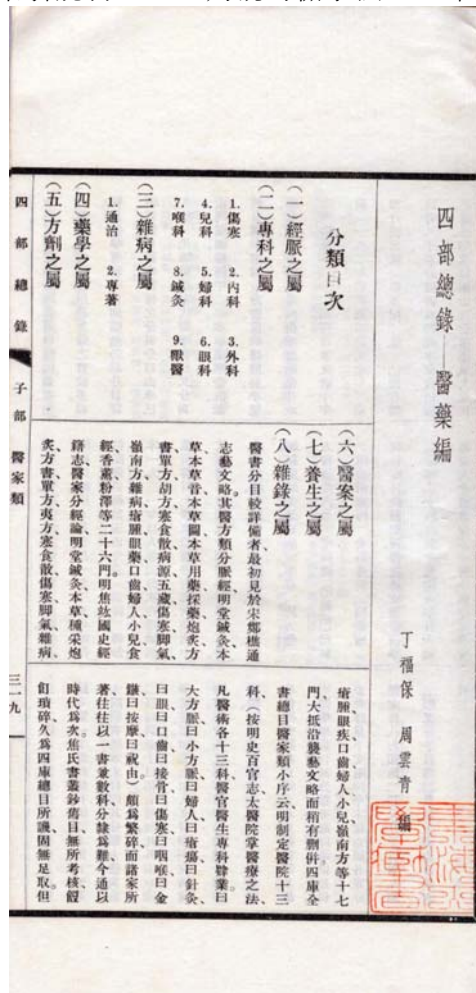 四部總錄——醫藥編
丁福保 周雲青 編
分類目次
(一)經脈之屬
(二)專科之屬
1.傷寒 2.內科 3.外科
4.兒科 5.婦科 6.眼科
7.喉科 8.鍼灸 9.獸醫
(三)雜病之屬
1.通治 2.專著
(四)藥學之屬
(五)方劑之屬
(六)醫案之屬
(七)養生之屬
(八)雜錄之屬
醫書分目較詳備者最初見於宋鄭樵通
志藝文略、其醫方類分脈經明堂鍼灸本
草本草音本草圖本草用藥採藥炮炙方
書單方胡方寒食散病源五藏傷寒脚氣
嶺南方雜病瘡腫眼藥口齒婦人小兒食
經香薰粉澤等二十六門。明焦竑國史經
籍志醫家分經論明堂鍼灸本草種采炮
炙方書單方夷方寒食散傷寒脚氣雜病
瘡腫眼疾口齒婦人小兒嶺南方等十七
門大抵沿襲藝文略而稍有刪併。四庫全
書總目醫家類小序云明制定醫院十三
科、(按明史百官志太醫院掌醫療之法、
凡醫術各十三科醫官醫生專科肄業、曰
大方脈、曰小方脈、曰婦人、曰瘡瘍、曰針灸、
曰眼、曰口齒、曰接骨、曰傷寒、曰咽喉、曰金
鏃、曰按摩、曰祝由)頗爲繁碎而諸家所
著往往以一書兼數科分隸爲難今通以
時代爲次。焦氏書叢鈔舊目無所考核、餖
飣瑣碎久爲四庫總目所譏固無足取。但
四部總錄 子部 醫家類 三一九